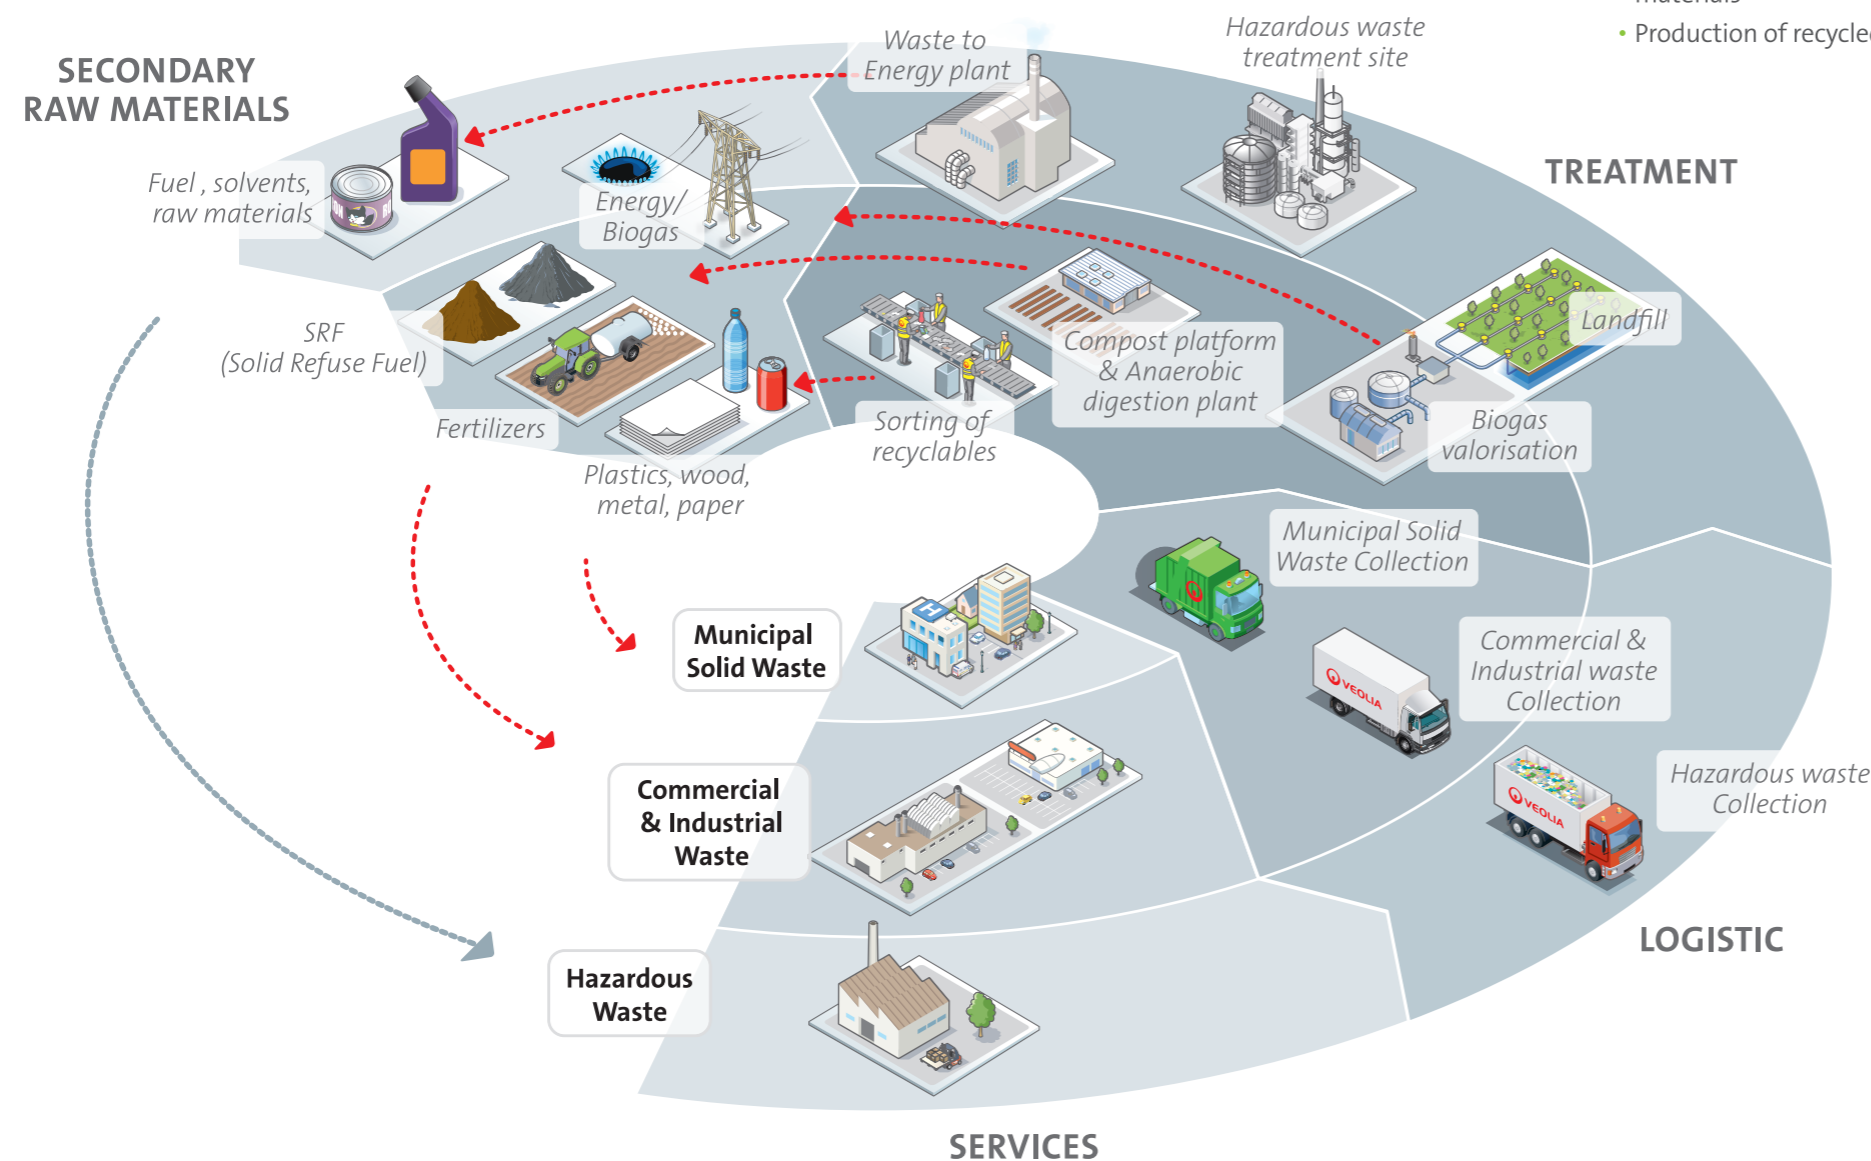 materials
• Production of recycled
SECONDARY
RAW MATERIALS
Waste to
Energy plant
Hazardous waste
treatment site
TREATMENT
Fuel , solvents,
raw materials
Energy/
Biogas
SRF
(Solid Refuse Fuel)
Fertilizers
Plastics, wood,
metal, paper
Sorting of
recyclables
Compost platform
& Anaerobic
digestion plant
Landfill
Biogas
valorisation
Municipal Solid
Waste Collection
H
Municipal
Solid Waste
Commercial &
Industrial waste
Collection
VEOLIA
Commercial
& Industrial
Waste
Hazardous waste
Collection
VEOLIA
LOGISTIC
Hazardous
Waste
SERVICES